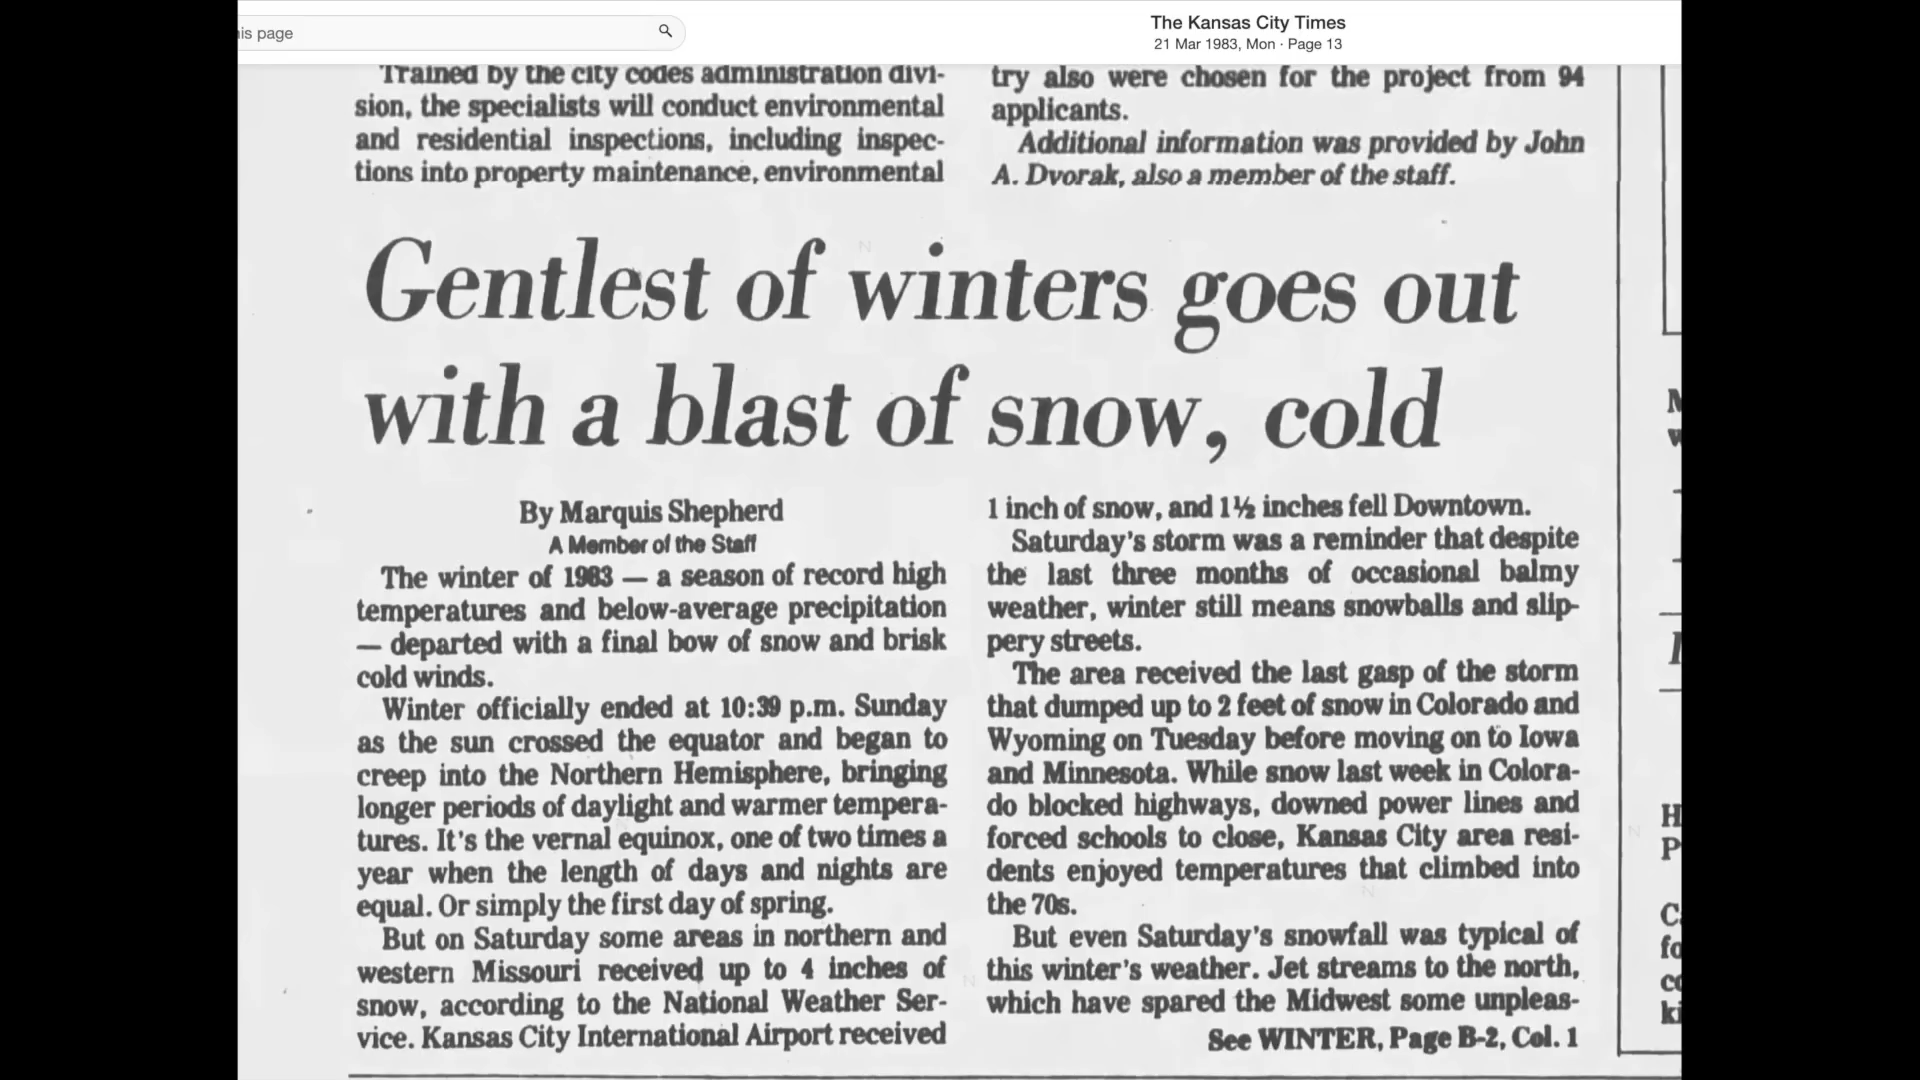 his page
The Kansas City Times
21 Mar 1983, Mon · Page 13
Trained by the city codes administration divi-
sion, the specialists will conduct environmental
and residential inspections, including inspec-
tions into property maintenance, environmental
try also were chosen for the project from 94
applicants.
Additional information was provided by John
A. Dvorak, also a member of the staff.
Gentlest of winters goes out
with a blast of snow, cold
By Marquis Shepherd
A Member of the Staff
The winter of 1983 — a season of record high
temperatures and below-average precipitation
— departed with a final bow of snow and brisk
cold winds.
Winter officially ended at 10:39 p.m. Sunday
as the sun crossed the equator and began to
creep into the Northern Hemisphere, bringing
longer periods of daylight and warmer tempera-
tures. It's the vernal equinox, one of two times a
year when the length of days and nights are
equal. Or simply the first day of spring.
But on Saturday some areas in northern and
western Missouri received up to 4 inches of
snow, according to the National Weather Ser-
vice. Kansas City International Airport received
1 inch of snow, and 1½ inches fell Downtown.
Saturday's storm was a reminder that despite
the last three months of occasional balmy
weather, winter still means snowballs and slip-
pery streets.
The area received the last gasp of the storm
that dumped up to 2 feet of snow in Colorado and
Wyoming on Tuesday before moving on to Iowa
and Minnesota. While snow last week in Colora-
do blocked highways, downed power lines and
forced schools to close, Kansas City area resi-
dents enjoyed temperatures that climbed into
the 70s.
But even Saturday's snowfall was typical of
this winter's weather. Jet streams to the north,
which have spared the Midwest some unpleas-
See WINTER, Page B-2, Col. 1